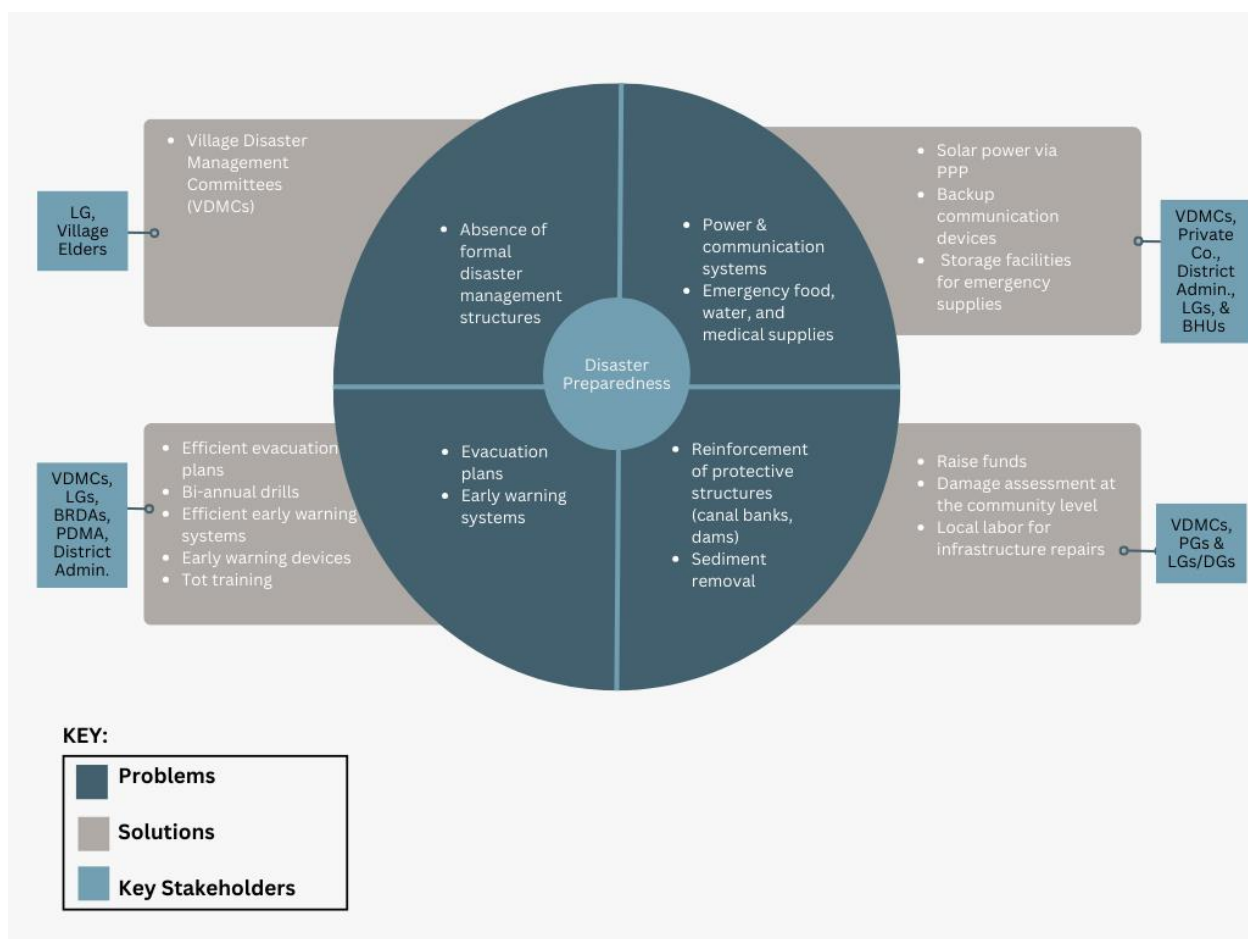 • Village Disaster
Management
Committees
(VDMCs)
LG,
Village
Elders
• Absence of
formal
disaster
management
structures
• Power &
communication
systems
• Emergency food,
water, and
medical supplies
• Solar power via
PPP
• Backup
communication
devices
• Storage facilities
for emergency
supplies
VDMCs,
Private
Co.,
District
Admin.,
LGs, &
BHUs
Disaster
Preparedness
VDMCs,
LGs,
BRDAs,
PDMA,
District
Admin.
• Efficient evacuation
plans
• Bi-annual drills
• Efficient early warning
systems
• Early warning devices
• Tot training
• Evacuation
plans
• Early warning
systems
• Reinforcement
of protective
structures
(canal banks,
dams)
• Sediment
removal
• Raise funds
• Damage assessment at
the community level
• Local labor for
infrastructure repairs
VDMCs,
PGs &
LGs/DGs
KEY:
Problems
Solutions
Key Stakeholders